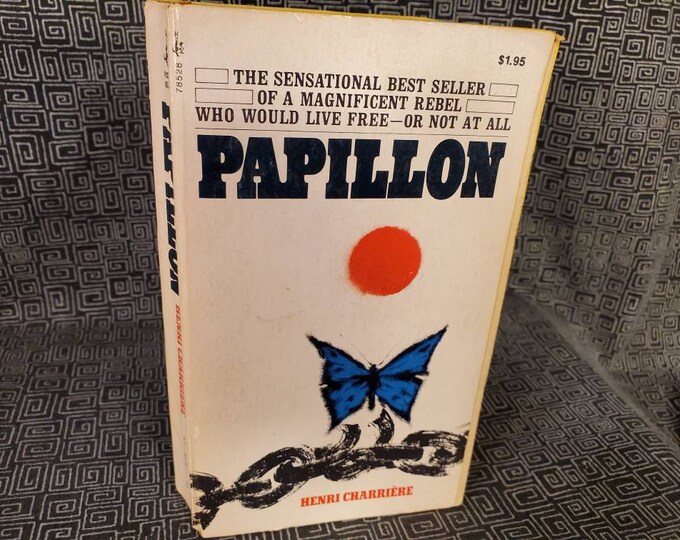 $1.95
THE SENSATIONAL BEST SELLER
OF A MAGNIFICENT REBEL
WHO WOULD LIVE FREE—OR NOT AT ALL
PAPILLON
HENRI CHARRIÈRE
78528
PAPILLON
HENRI CHARRIÈRE